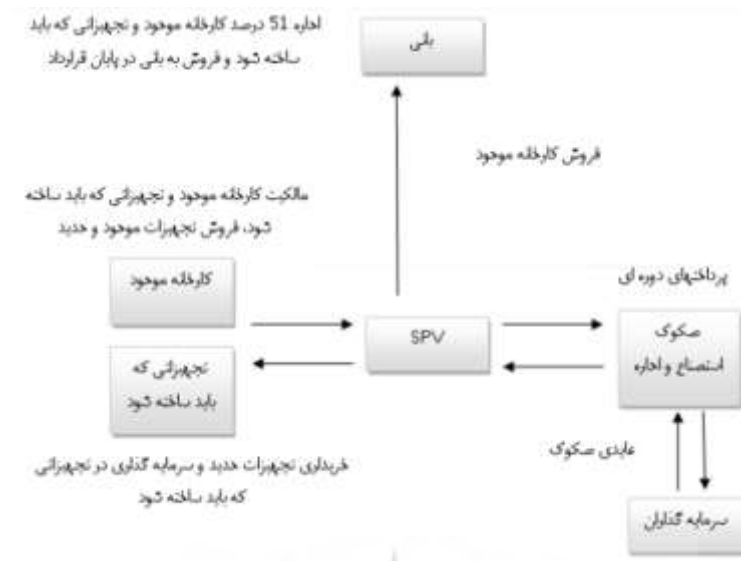 اجاره 51 درصد کارخانه موجود و تجهیزاتی که باید
ساخته شود و فروش به بانی در پایان قرارداد
بانی
فروش کارخانه موجود
مالکیت کارخانه موجود و تجهیزاتی که باید ساخته
شود، فروش تجهیزات موجود و جدید
کارخانه موجود
پرداختهای دوره ای
SPV
صکوک
استصناع و اجاره
تجهیزاتی که
باید ساخته شود
عایدی صکوک
خریداری تجهیزات جدید و سرمایه گذاری در تجهیزاتی
که باید ساخته شود
سرمایه گذاران